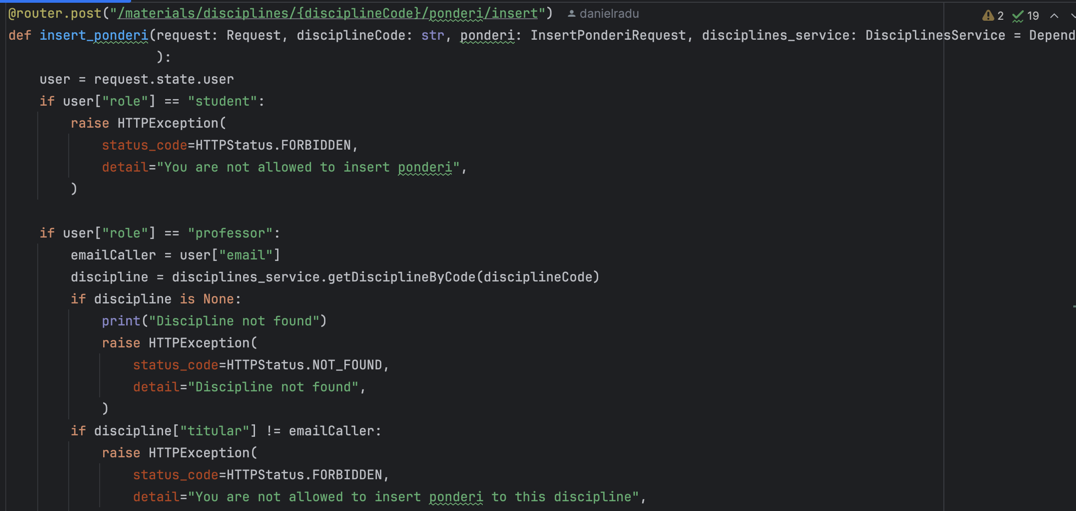 @router.post("/materials/disciplines/{disciplineCode}/ponderi/insert") danielradu 2 19
def insert_ponderi(request: Request, disciplineCode: str, ponderi: InsertPonderiRequest, disciplines_service: DisciplinesService = Depend
):
user = request.state.user
if user["role"] == "student":
raise HTTPException(
status_code=HTTPStatus.FORBIDDEN,
detail="You are not allowed to insert ponderi",
)
if user["role"] == "professor":
emailCaller = user["email"]
discipline = disciplines_service.getDisciplineByCode(disciplineCode)
if discipline is None:
print("Discipline not found")
raise HTTPException(
status_code=HTTPStatus.NOT_FOUND,
detail="Discipline not found",
)
if discipline["titular"] != emailCaller:
raise HTTPException(
status_code=HTTPStatus.FORBIDDEN,
detail="You are not allowed to insert ponderi to this discipline",